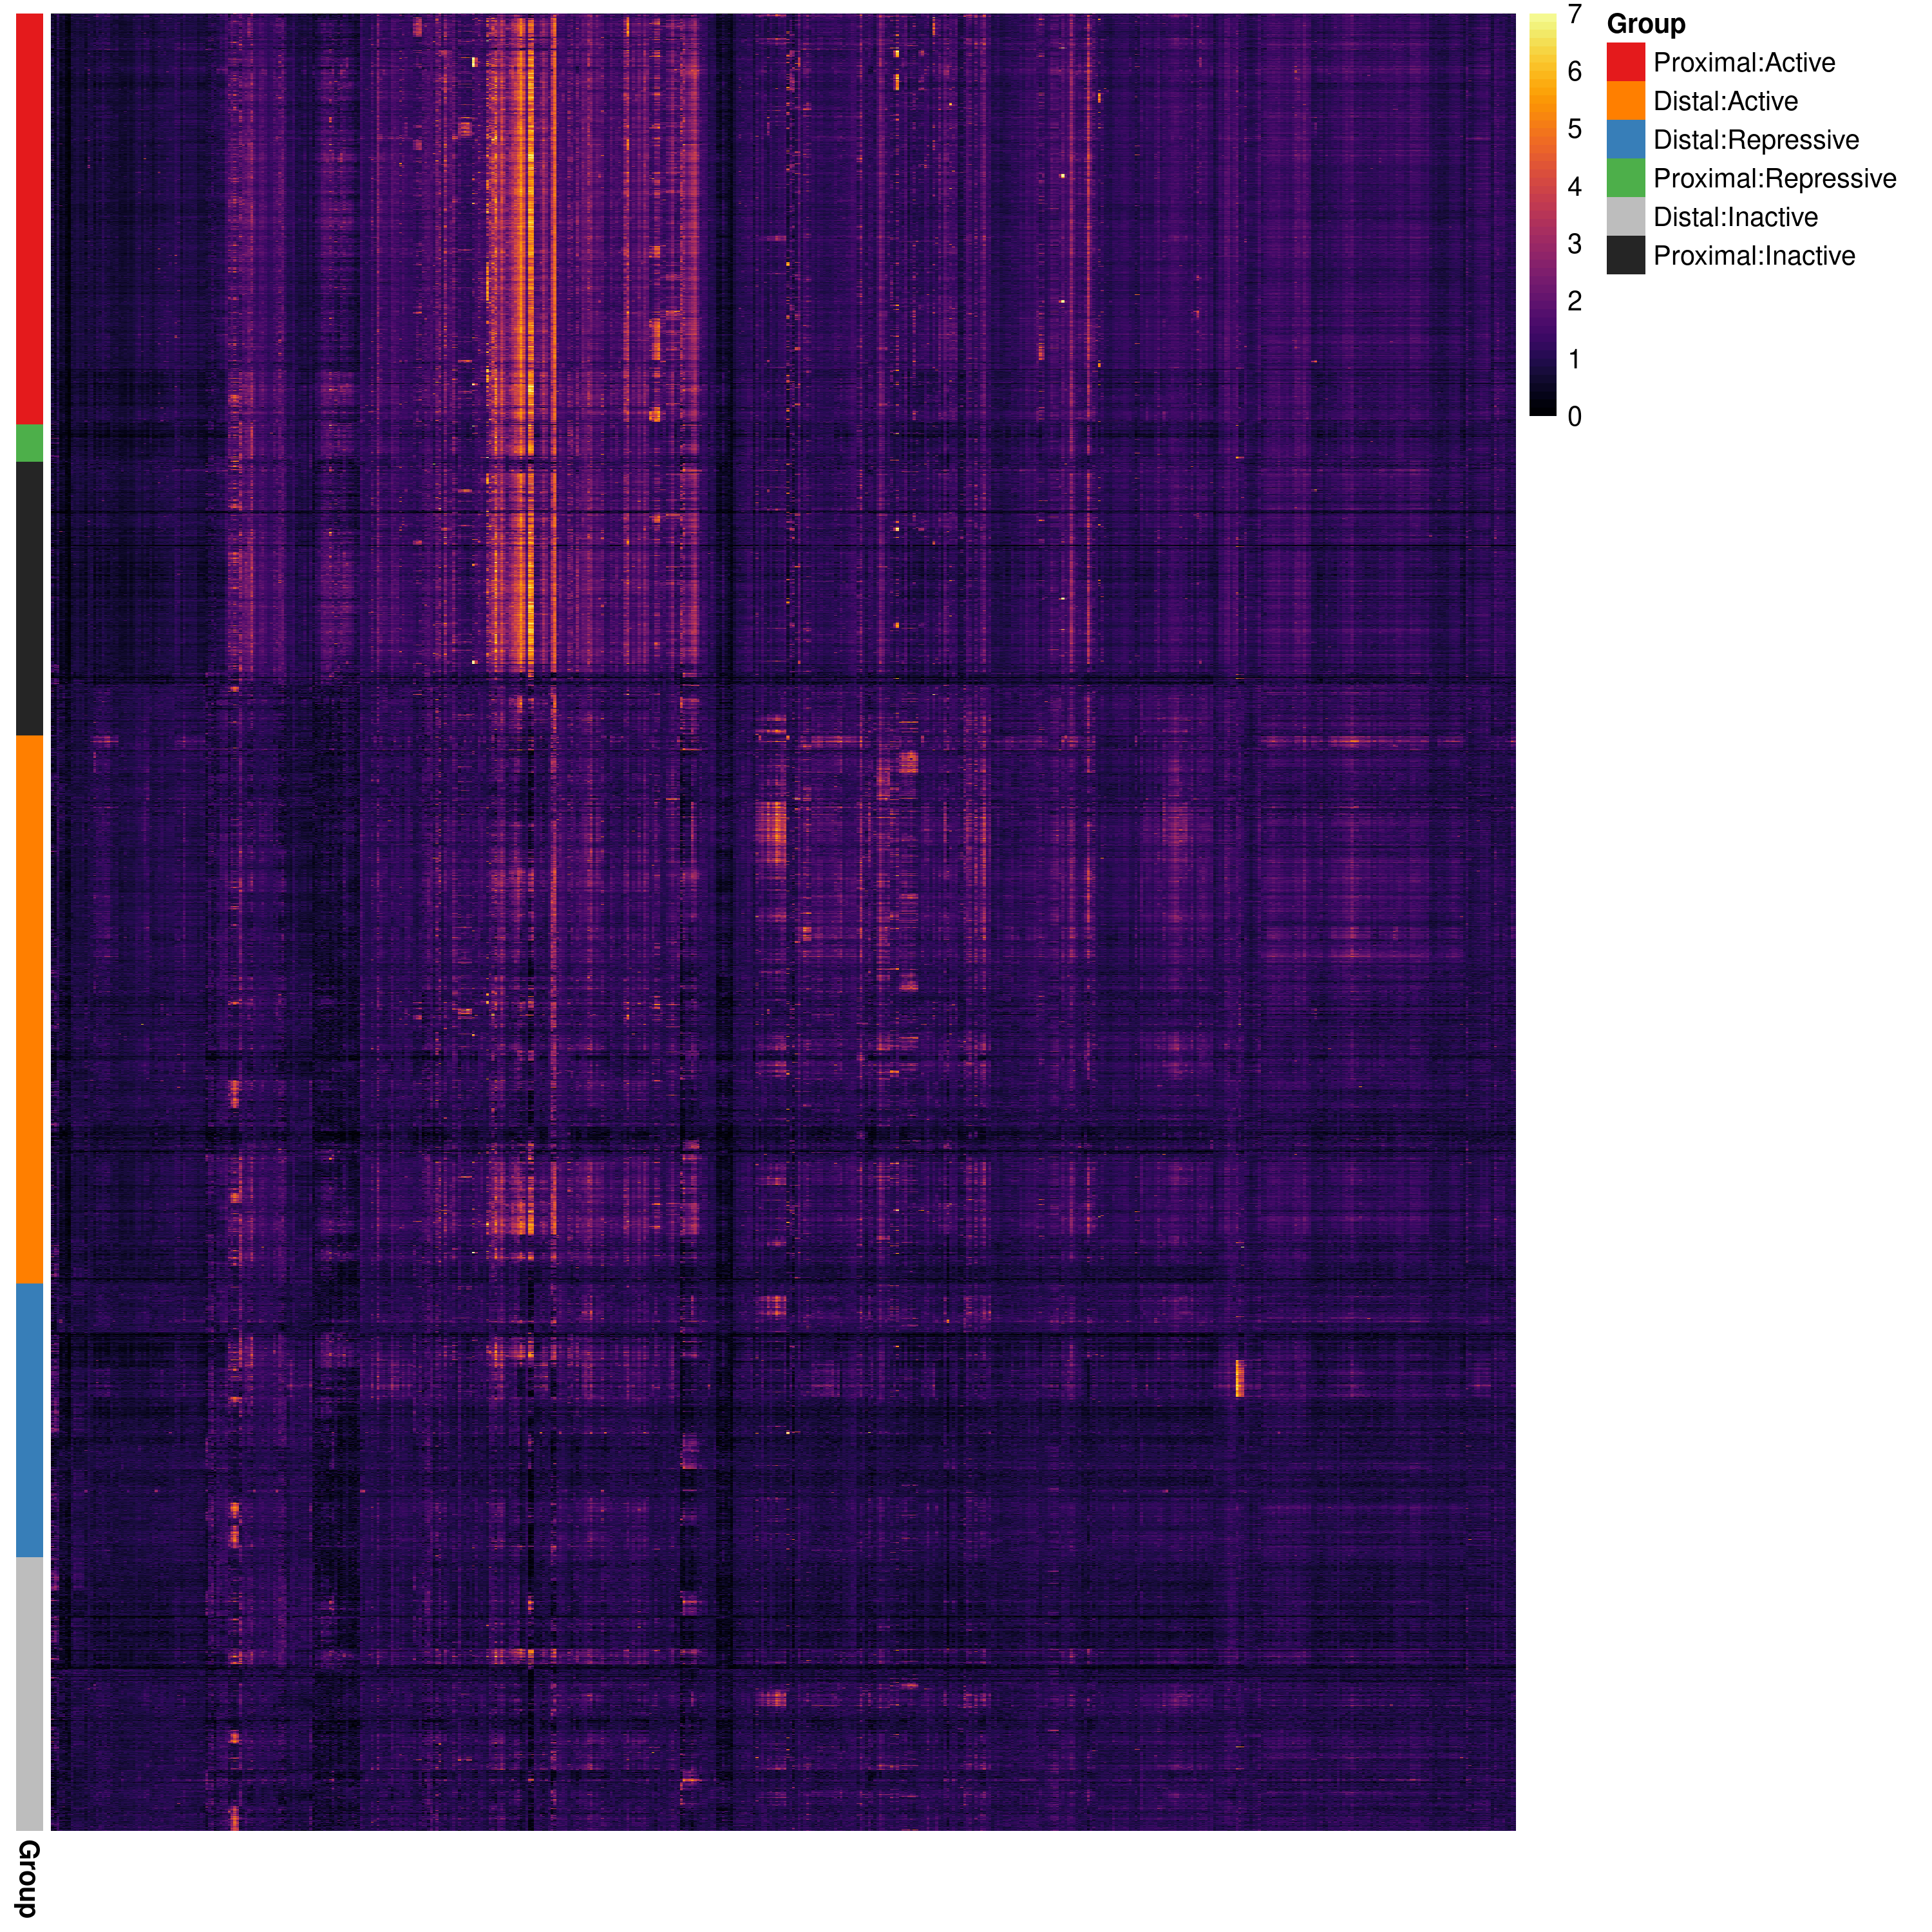 7
6
5
4
3
2
1
0
Group
Proximal:Active
Distal:Active
Distal:Repressive
Proximal:Repressive
Distal:Inactive
Proximal:Inactive
Group